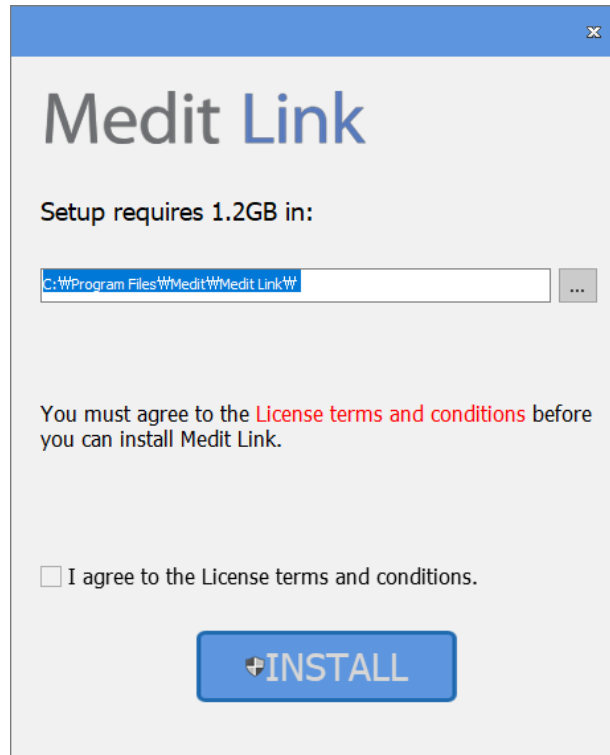 Medit Link
Setup requires 1.2GB in:
C:₩Program Files₩Medit₩Medit Link₩
...
You must agree to the License terms and conditions before
you can install Medit Link.
I agree to the License terms and conditions.
INSTALL